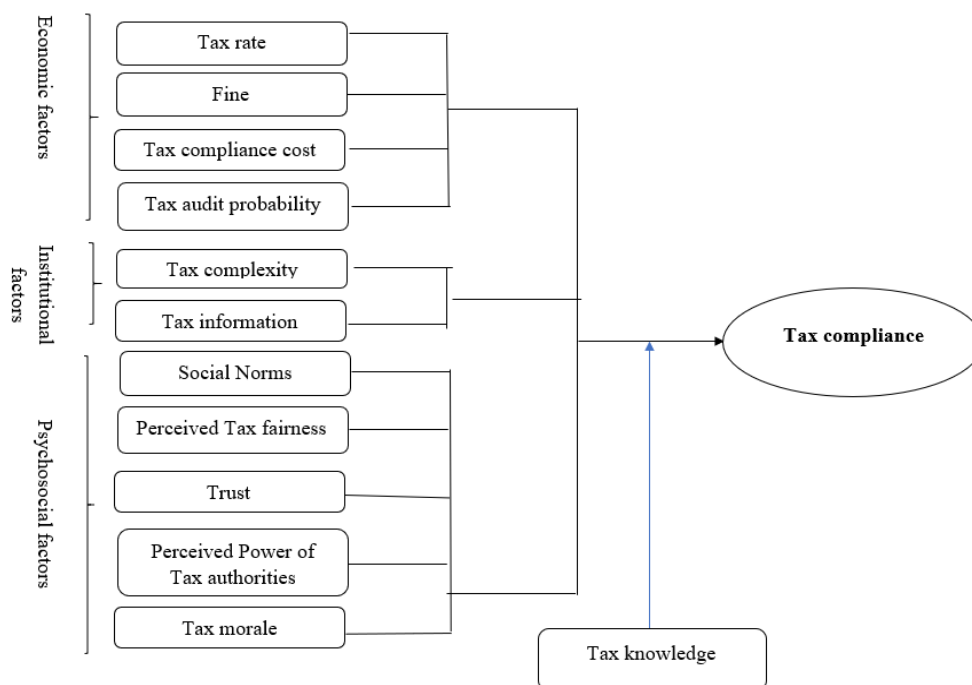 Economic factors
Tax rate
Fine
Tax compliance cost
Tax audit probability
Institutional
factors
Tax complexity
Tax information
Psychosocial factors
Social Norms
Perceived Tax fairness
Trust
Perceived Power of
Tax authorities
Tax morale
Tax compliance
Tax knowledge